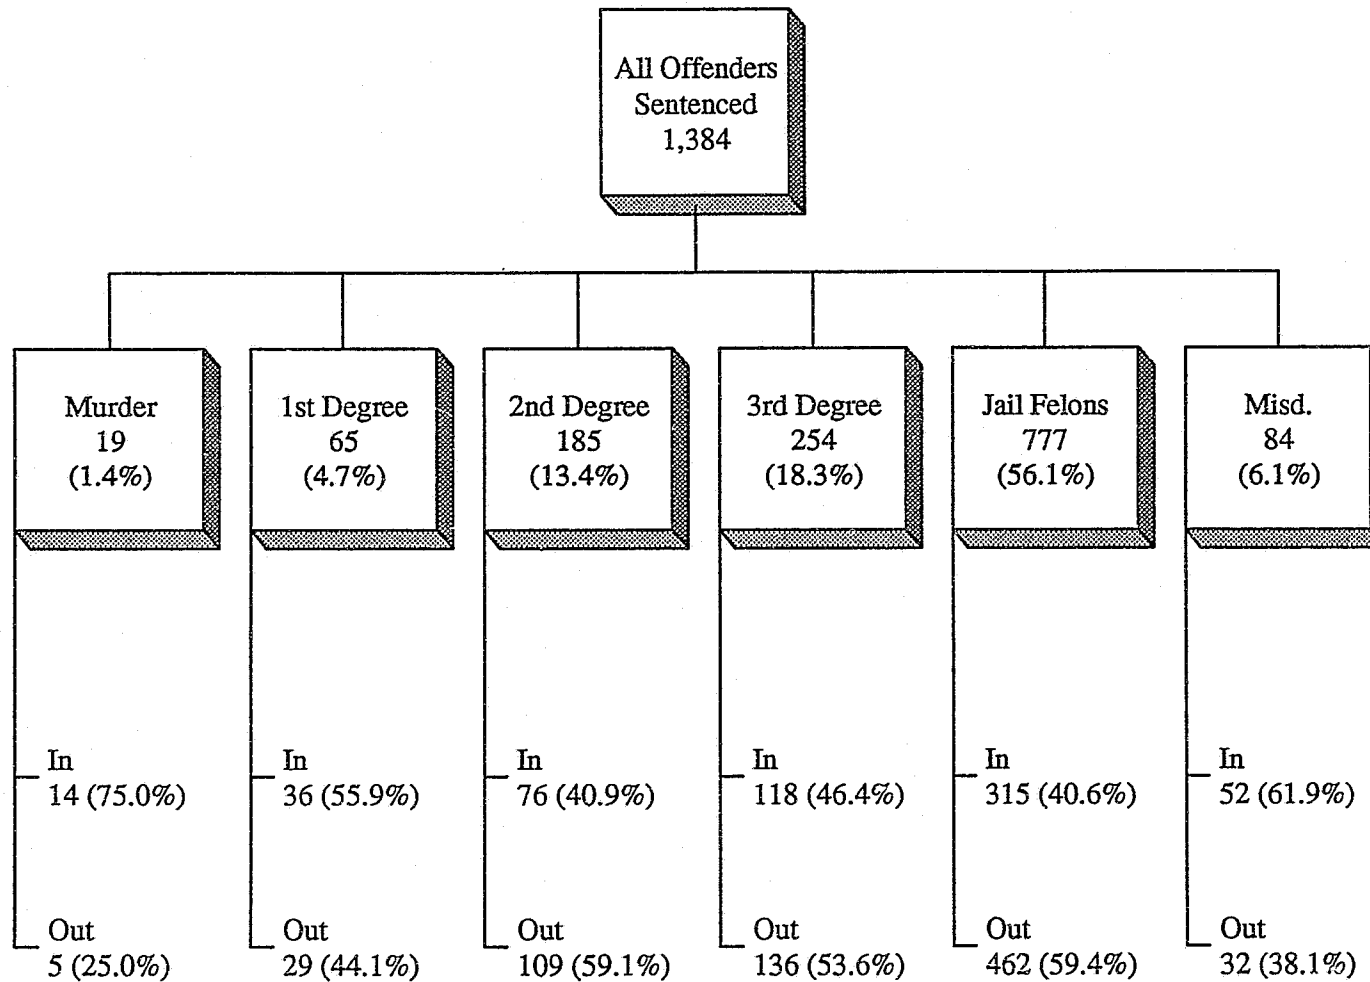 All Offenders
Sentenced
1,384
Murder
19
(1.4%)
1st Degree
65
(4.7%)
2nd Degree
185
(13.4%)
3rd Degree
254
(18.3%)
Jail Felons
777
(56.1%)
Misd.
84
(6.1%)
In
14 (75.0%)
In
36 (55.9%)
In
76 (40.9%)
In
118 (46.4%)
In
315 (40.6%)
In
52 (61.9%)
Out
5 (25.0%)
Out
29 (44.1%)
Out
109 (59.1%)
Out
136 (53.6%)
Out
462 (59.4%)
Out
32 (38.1%)